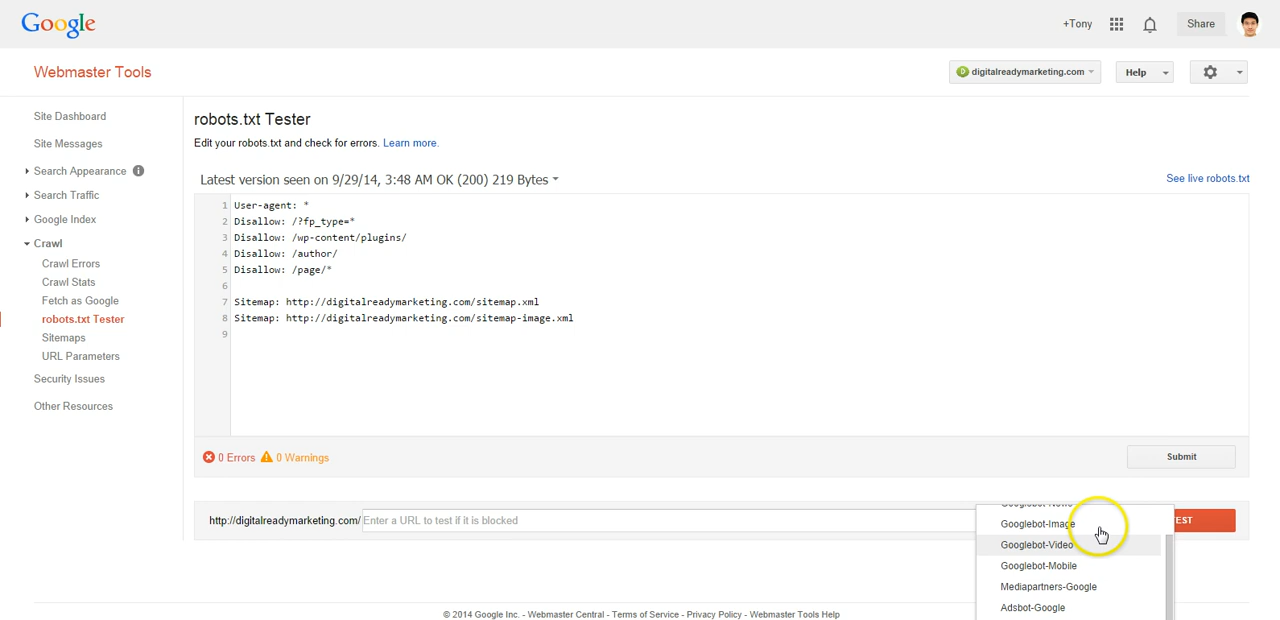 Google
+Tony
Share
Webmaster Tools
digitalreadymarketing.com
Help
Site Dashboard
Site Messages
Search Appearance
Search Traffic
Google Index
Crawl
Crawl Errors
Crawl Stats
Fetch as Google
robots.txt Tester
Sitemaps
URL Parameters
Security Issues
Other Resources
robots.txt Tester
Edit your robots.txt and check for errors. Learn more.
Latest version seen on 9/29/14, 3:48 AM OK (200) 219 Bytes
See live robots.txt
1 User-agent: *
2 Disallow: /?fp_type=*
3 Disallow: /wp-content/plugins/
4 Disallow: /author/
5 Disallow: /page/*
6
7 Sitemap: http://digitalreadymarketing.com/sitemap.xml
8 Sitemap: http://digitalreadymarketing.com/sitemap-image.xml
9
0 Errors 0 Warnings
Submit
http://digitalreadymarketing.com/ Enter a URL to test if it is blocked
Googlebot-Image
Googlebot-Video
Googlebot-Mobile
Mediapartners-Google
Adsbot-Google
© 2014 Google Inc. - Webmaster Central - Terms of Service - Privacy Policy - Webmaster Tools Help